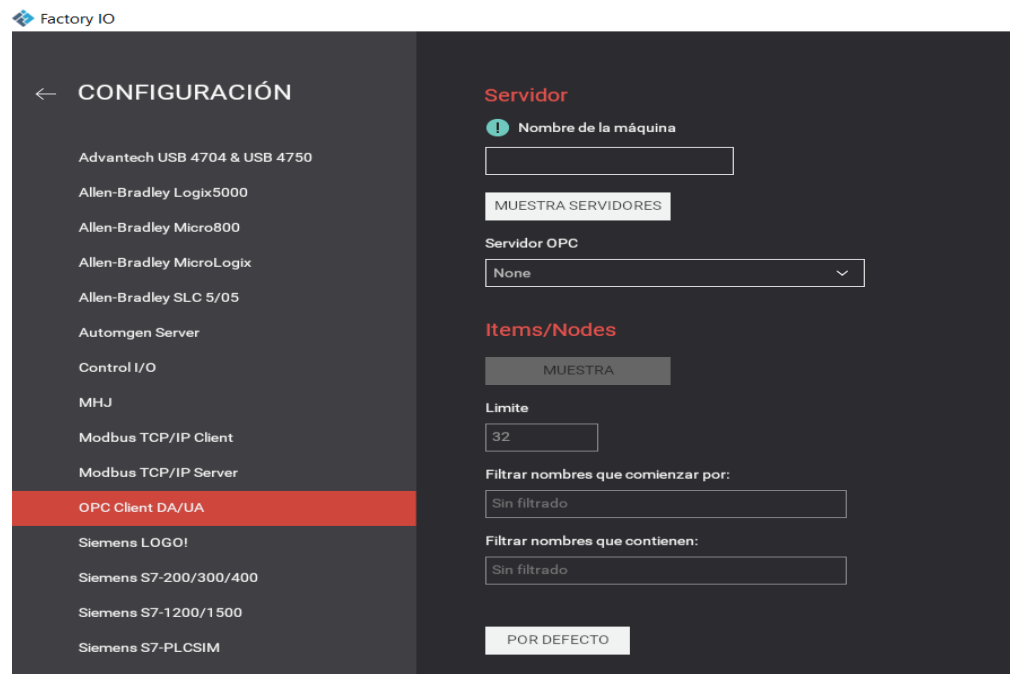 Factory IO
CONFIGURACIÓN
Advantech USB 4704 & USB 4750
Allen-Bradley Logix5000
Allen-Bradley Micro800
Allen-Bradley MicroLogix
Allen-Bradley SLC 5/05
Automgen Server
Control I/O
MHJ
Modbus TCP/IP Client
Modbus TCP/IP Server
OPC Client DA/UA
Siemens LOGO!
Siemens S7-200/300/400
Siemens S7-1200/1500
Siemens S7-PLCSIM
Servidor
! Nombre de la máquina
MUESTRA SERVIDORES
Servidor OPC
None
Items/Nodes
MUESTRA
Limite
32
Filtrar nombres que comienzar por:
Sin filtrado
Filtrar nombres que contienen:
Sin filtrado
POR DEFECTO